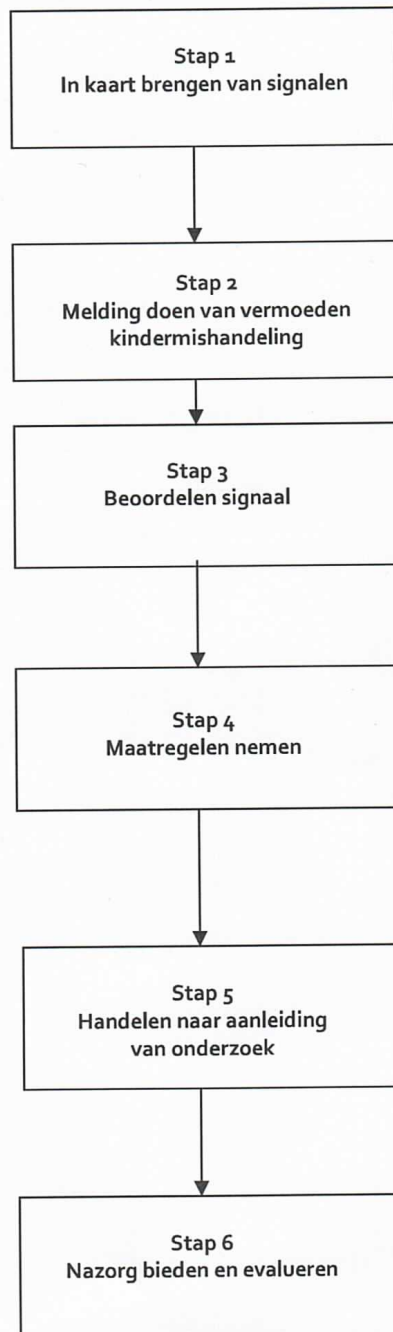 Stap 1
In kaart brengen van signalen
Stap 2
Melding doen van vermoeden
kindermishandeling
Stap 3
Beoordelen signaal
Stap 4
Maatregelen nemen
Stap 5
Handelen naar aanleiding
van onderzoek
Stap 6
Nazorg bieden en evalueren